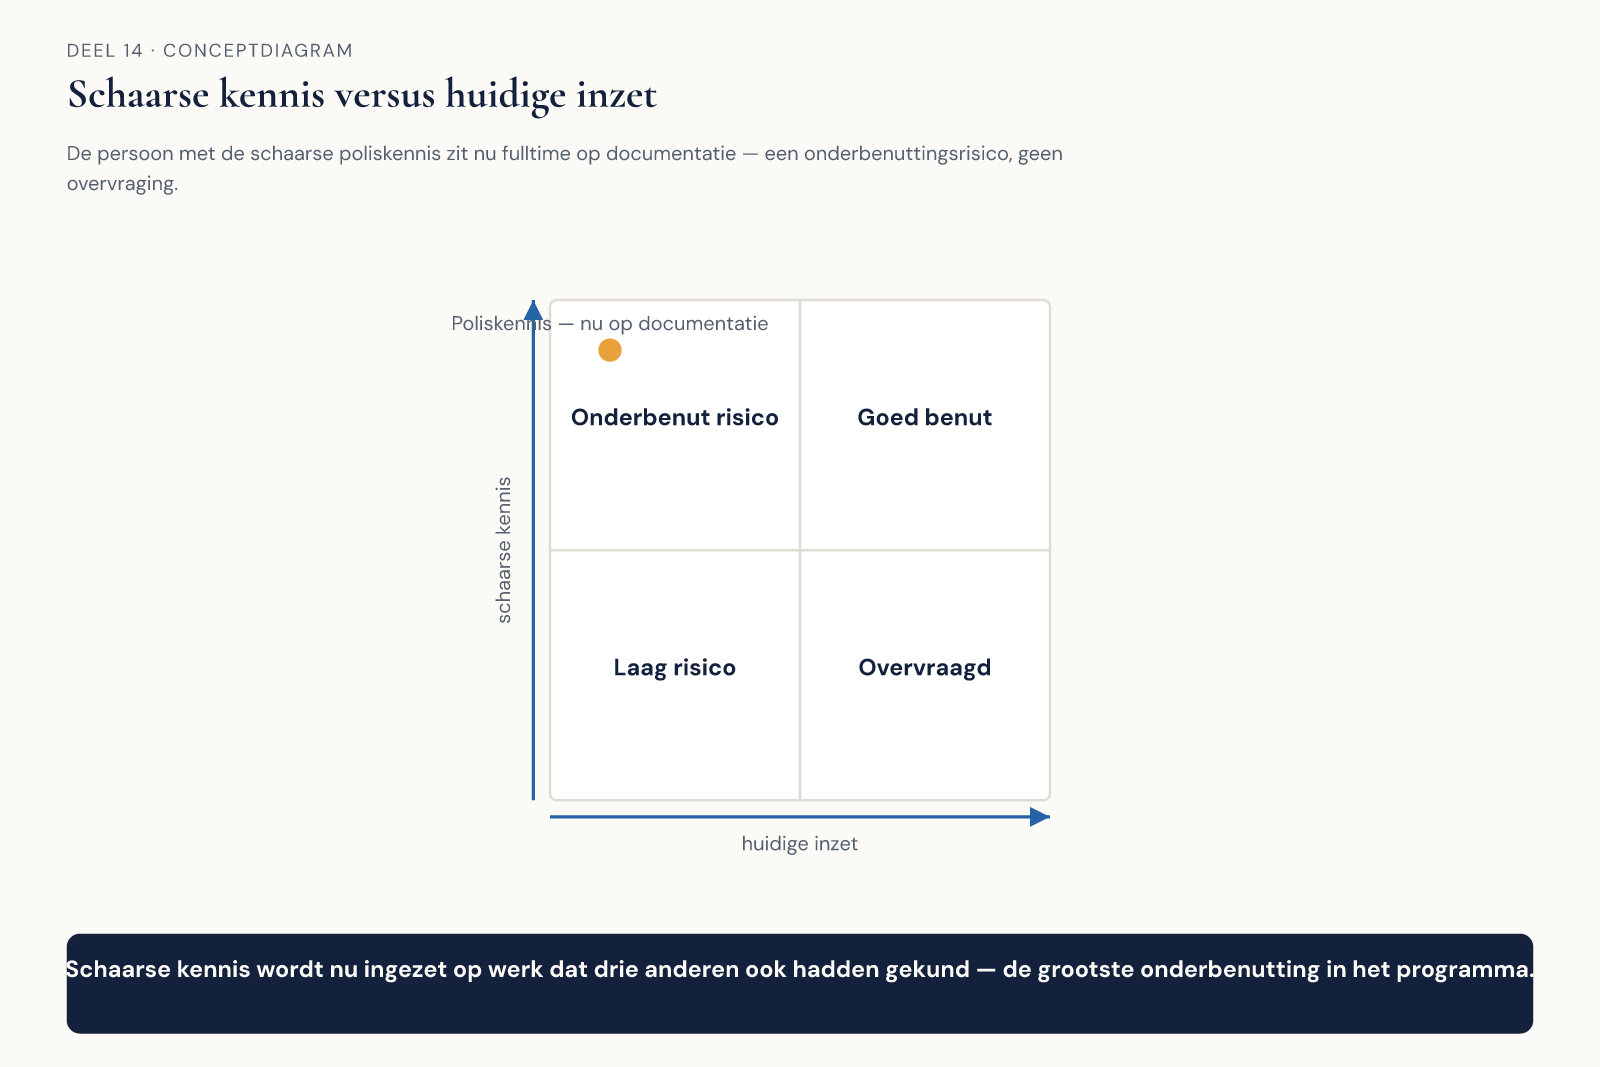 DEEL 14 · CONCEPTDIAGRAM
Schaarse kennis versus huidige inzet
De persoon met de schaarse poliskennis zit nu fulltime op documentatie — een onderbenuttingsrisico, geen
overvraging.
Poliskennis — nu op documentatie
Onderbenut risico
Goed benut
schaarse kennis
Laag risico
Overvraagd
huidige inzet
Schaarse kennis wordt nu ingezet op werk dat drie anderen ook hadden gekund — de grootste onderbenutting in het programma.